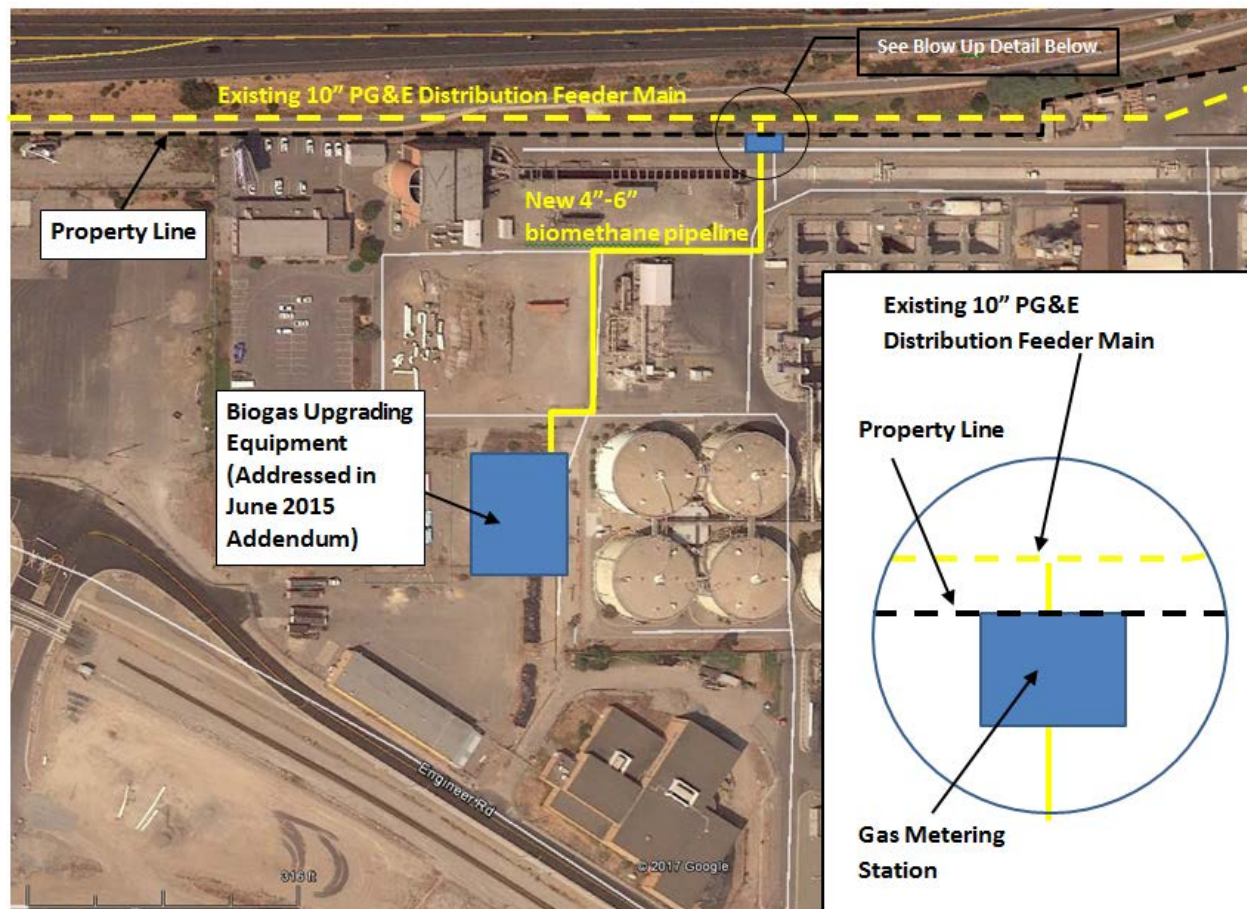 See Blow Up Detail Below
Existing 10” PG&E Distribution Feeder Main
Property Line
New 4”-6”
biomethane pipeline
Biogas Upgrading
Equipment
(Addressed in
June 2015
Addendum)
Existing 10” PG&E
Distribution Feeder Main
Property Line
Gas Metering
Station
Engineer Rd
© 2017 Google
316 ft